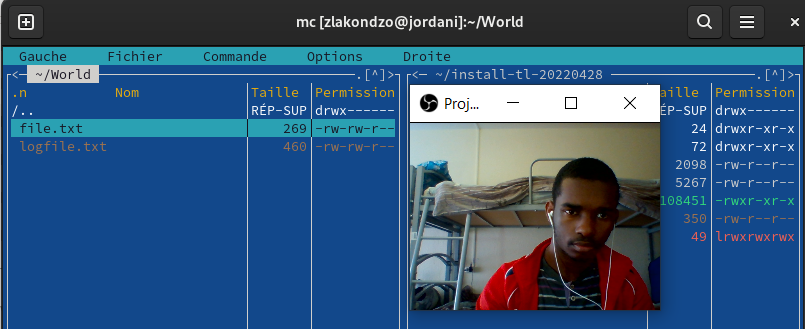 mc [zlakondzo@jordani]:~/World
Gauche Fichier Commande Options Droite
<─ ~/World .[^]> <─ ~/install-tl-20220428 .[^]>
.n Nom Taille Permission aille Permission
/.. RÉP-SUP drwx------ P-SUP drwx------
file.txt 269 -rw-rw-r-- 24 drwxr-xr-x
logfile.txt 460 -rw-rw-r-- 72 drwxr-xr-x
2098 -rw-r--r--
5267 -rw-r--r--
108451 -rwxr-xr-x
350 -rw-r--r--
49 lrwxrwxrwx
Proj...